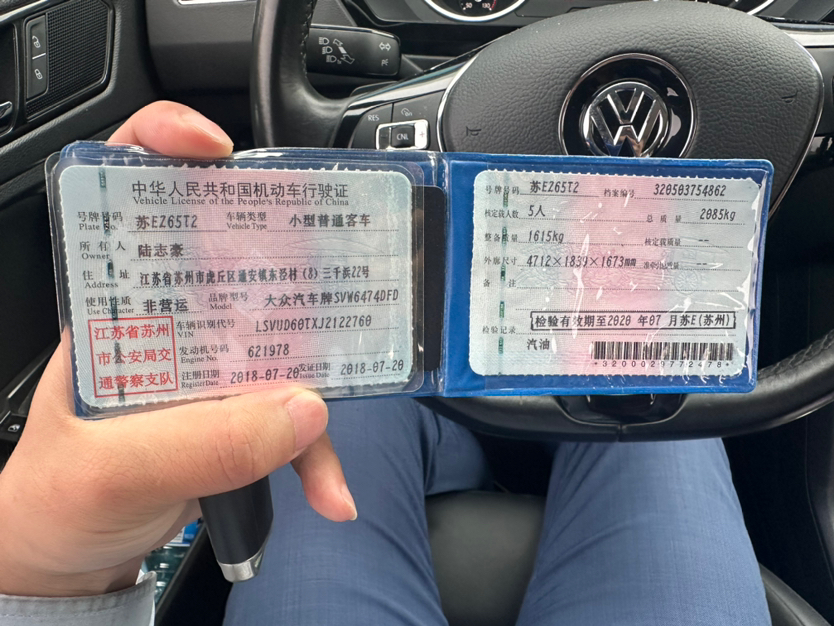 中华人民共和国机动车行驶证
Vehicle License of the People's Republic of China
号牌号码 Plate No. 苏EZ65T2 车辆类型 Vehicle Type 小型普通客车
所有人 Owner 陆志豪
住址 Address 江苏省苏州市虎丘区通安镇东泾村(8)三千浜22号
使用性质 Use Character 非营运 品牌型号 Model 大众汽车牌SVW6474DFD
江苏省苏州
市公安局交
通警察支队
车辆识别代号 VIN LSVUD60TXJ2122760
发动机号码 Engine No. 621978
注册日期 Register Date 2018-07-20 发证日期 Issue Date 2018-07-20
号牌号码 苏EZ65T2 档案编号 320503754862
核定载人数 5人 总质量 2085kg
整备质量 1615kg 核定载质量 --
外廓尺寸 4712×1839×1673mm 准牵引总质量 --
备注
检验记录 检验有效期至2020年07月苏E(苏州)
汽油
*3200029772478*
RES
CNL